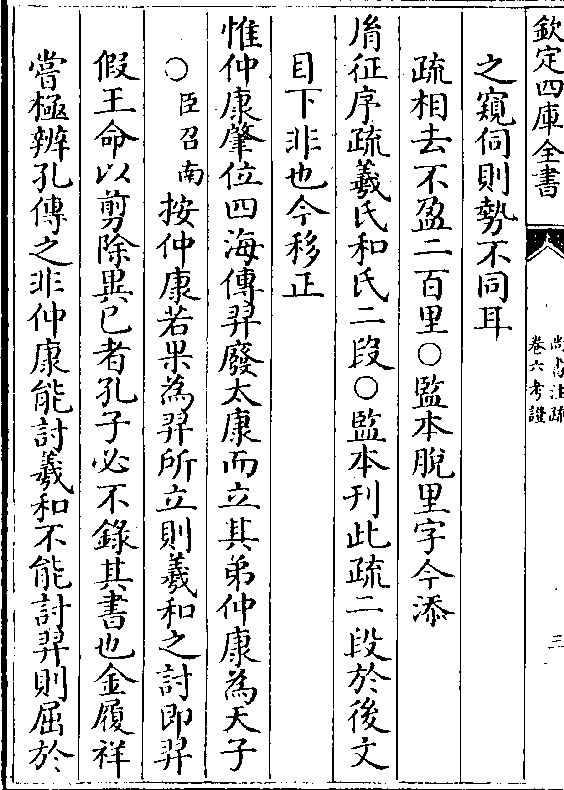 欽定四庫全書
尚書注疏
卷六考證
三
之窺伺則勢不同耳
疏相去不盈二百里○監本脫里字今添
胤征序疏羲氏和氏二段○監本刊此疏二段於後文
目下非也今移正
惟仲康肇位四海傳羿廢太康而立其弟仲康為天子
○臣召南按仲康若果為羿所立則羲和之討即羿
假王命以剪除異已者孔子必不錄其書也金履祥
嘗極辨孔傳之非仲康能討羲和不能討羿則屈於